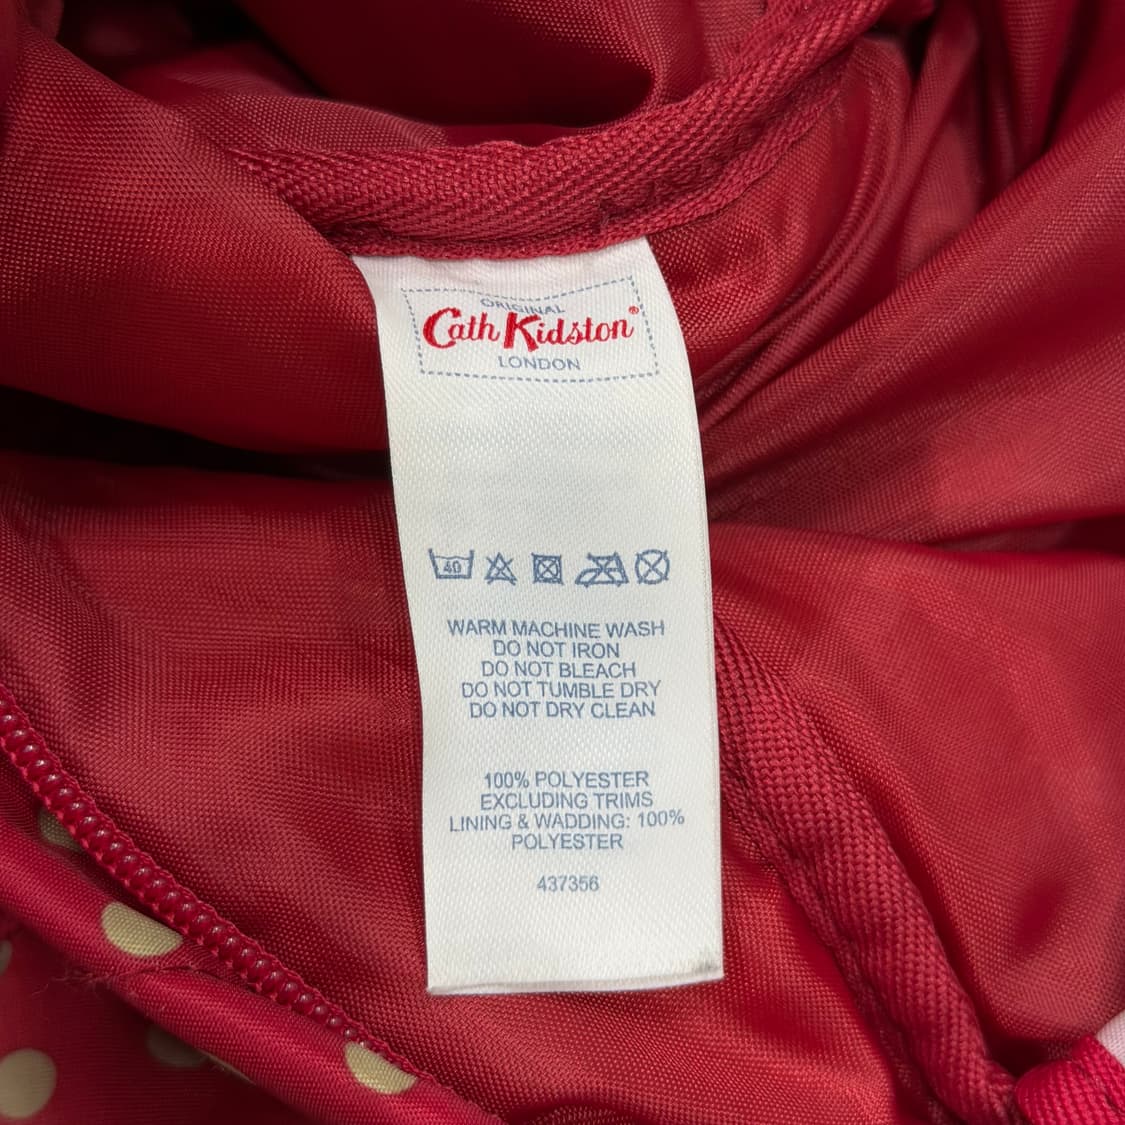 ORIGINAL
Cath Kidston®
LONDON
40
WARM MACHINE WASH
DO NOT IRON
DO NOT BLEACH
DO NOT TUMBLE DRY
DO NOT DRY CLEAN
100% POLYESTER
EXCLUDING TRIMS
LINING & WADDING: 100%
POLYESTER
437356